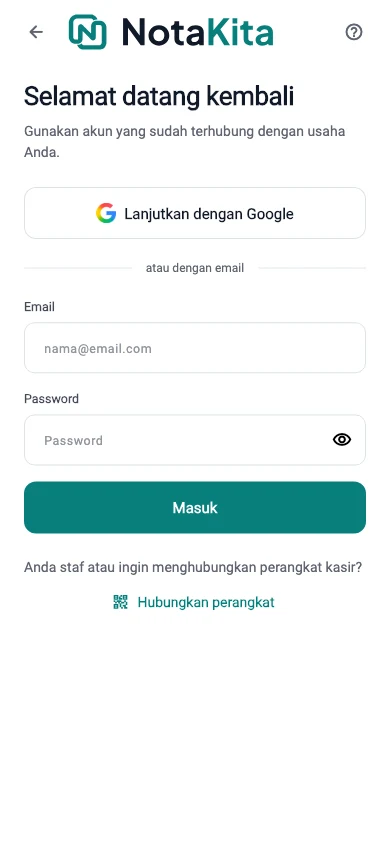 NotaKita
Selamat datang kembali
Gunakan akun yang sudah terhubung dengan usaha
Anda.
Lanjutkan dengan Google
atau dengan email
Email
nama@email.com
Password
Password
Masuk
Anda staf atau ingin menghubungkan perangkat kasir?
Hubungkan perangkat